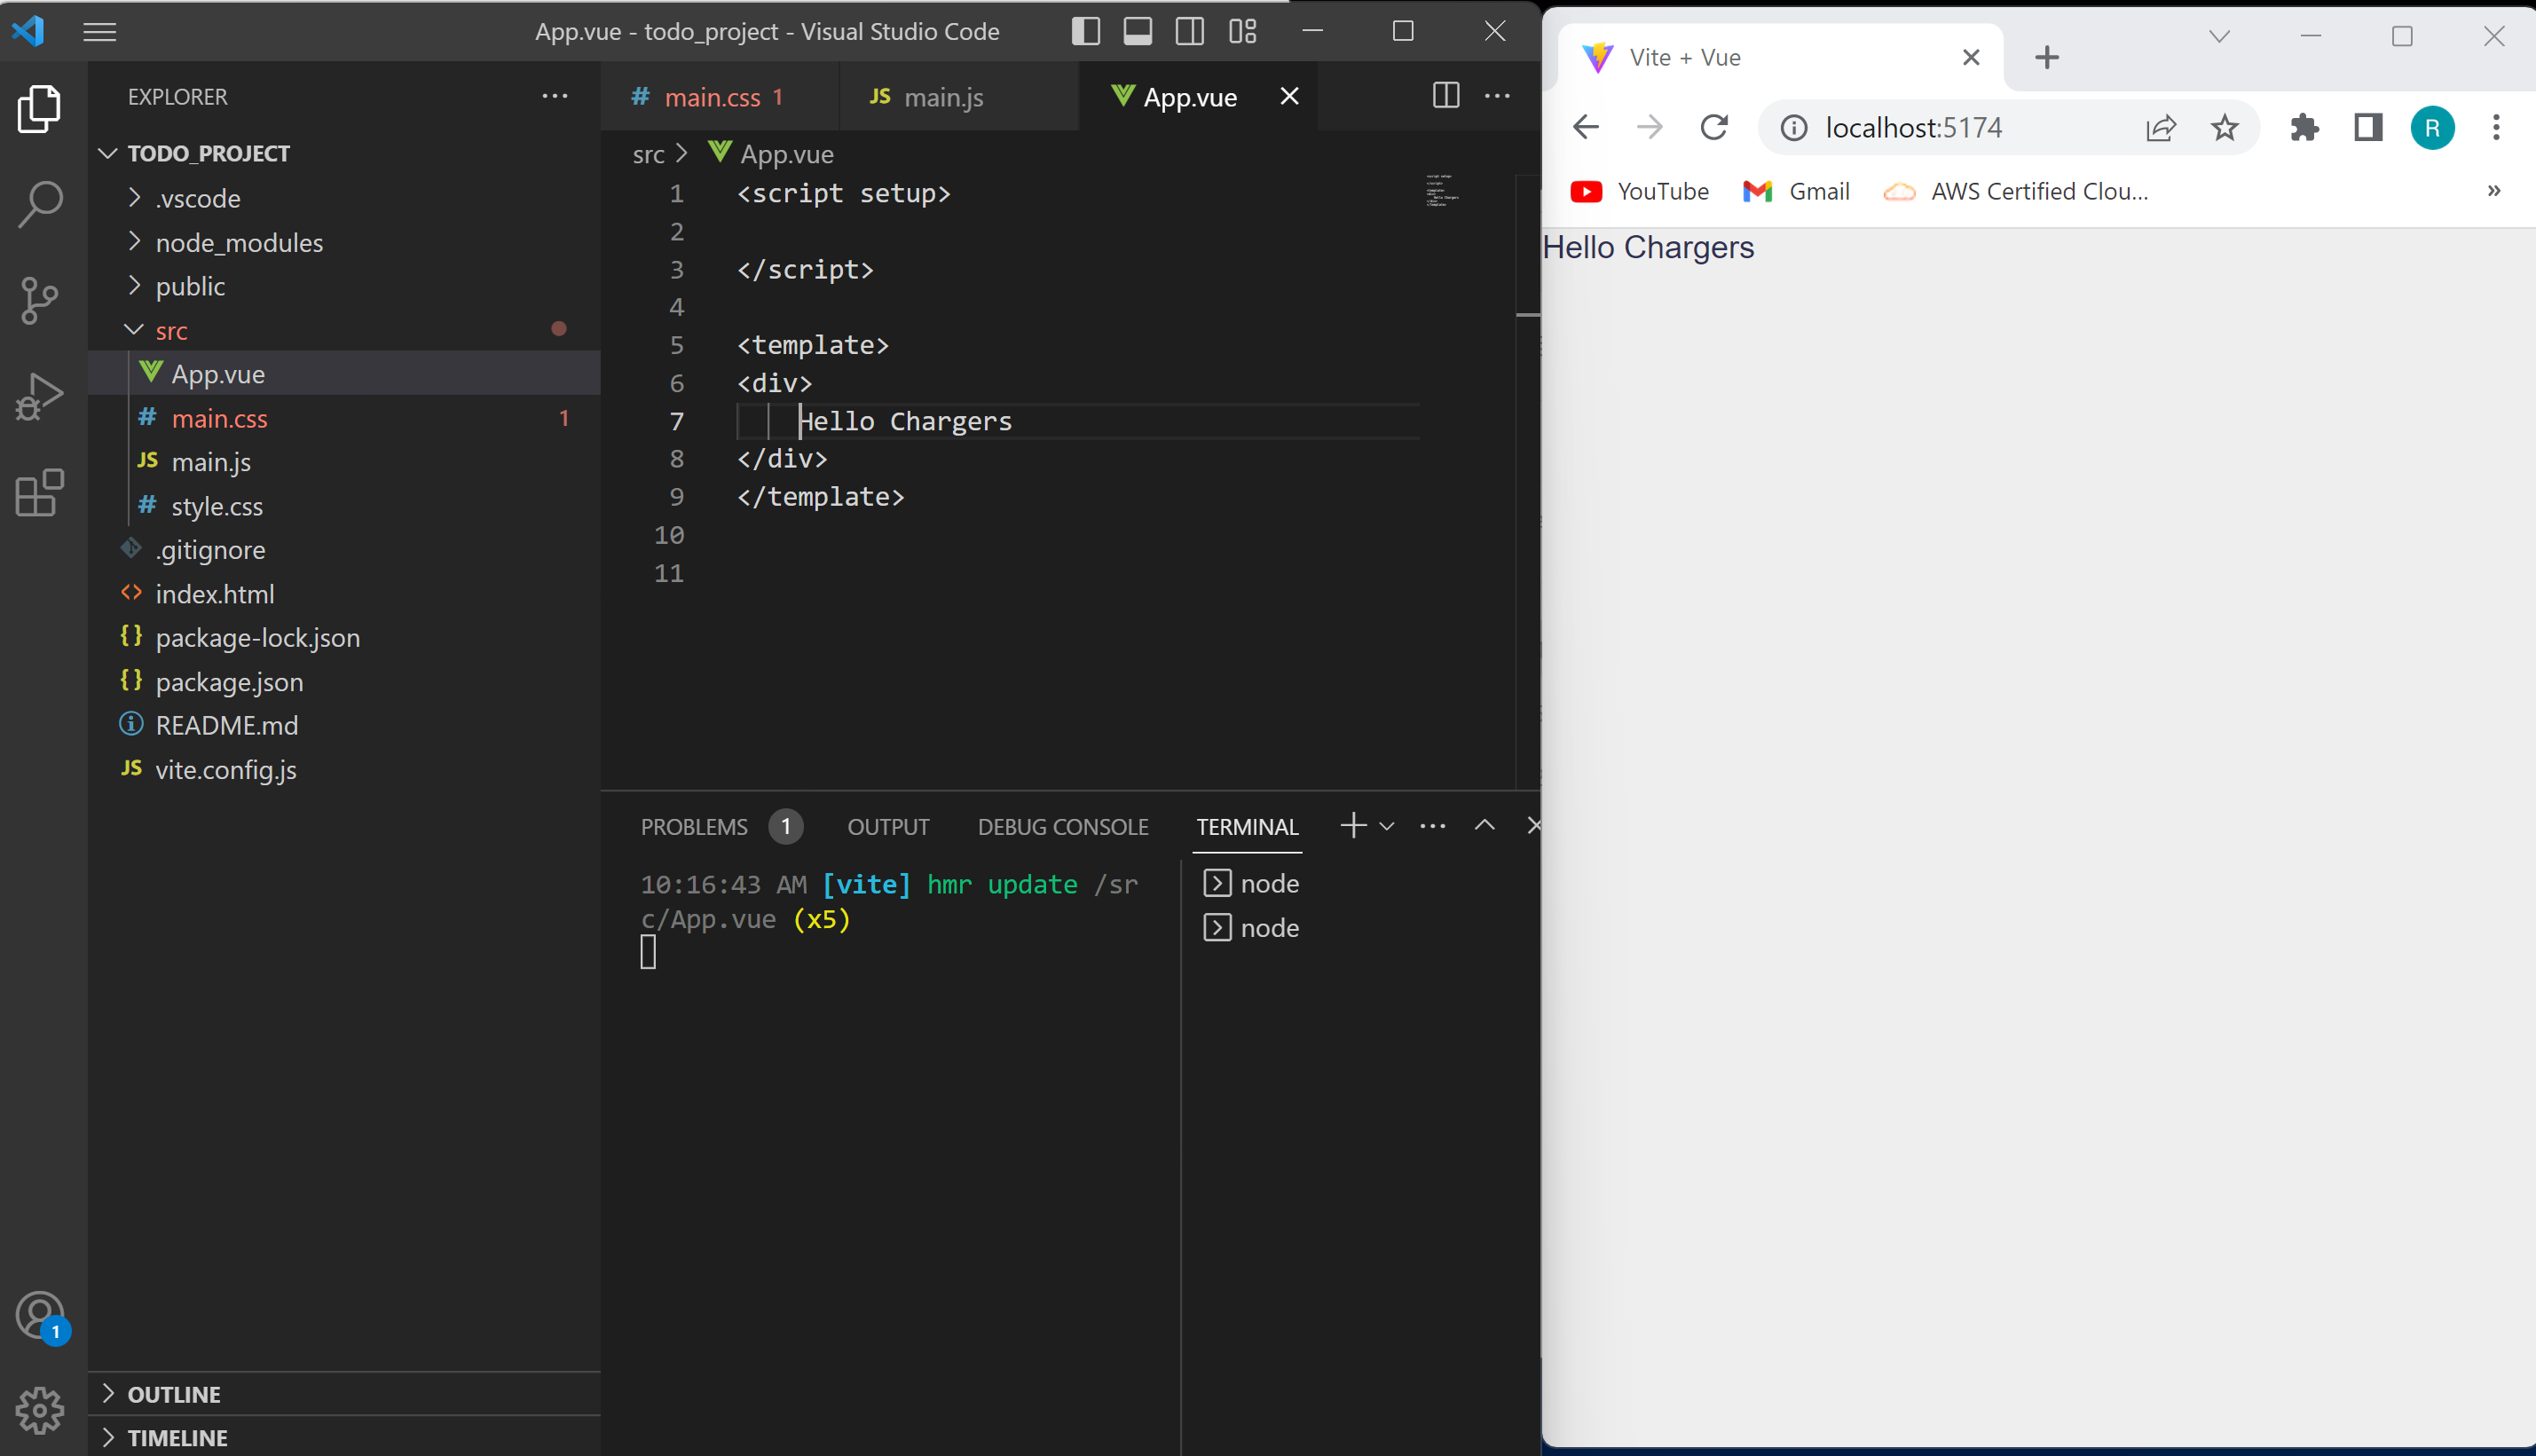 App.vue - todo_project - Visual Studio Code
EXPLORER
TODO_PROJECT
.vscode
node_modules
public
src
App.vue
# main.css 1
JS main.js
# style.css
.gitignore
<> index.html
{} package-lock.json
{} package.json
README.md
JS vite.config.js
1
OUTLINE
TIMELINE
# main.css 1
JS main.js
App.vue
src > App.vue
1 <script setup>
2
3 </script>
4
5 <template>
6 <div>
7 Hello Chargers
8 </div>
9 </template>
10
11
PROBLEMS 1 OUTPUT DEBUG CONSOLE TERMINAL
10:16:43 AM [vite] hmr update /sr
c/App.vue (x5)
node
node
Vite + Vue
localhost:5174
R
YouTube Gmail AWS Certified Clou... »
Hello Chargers